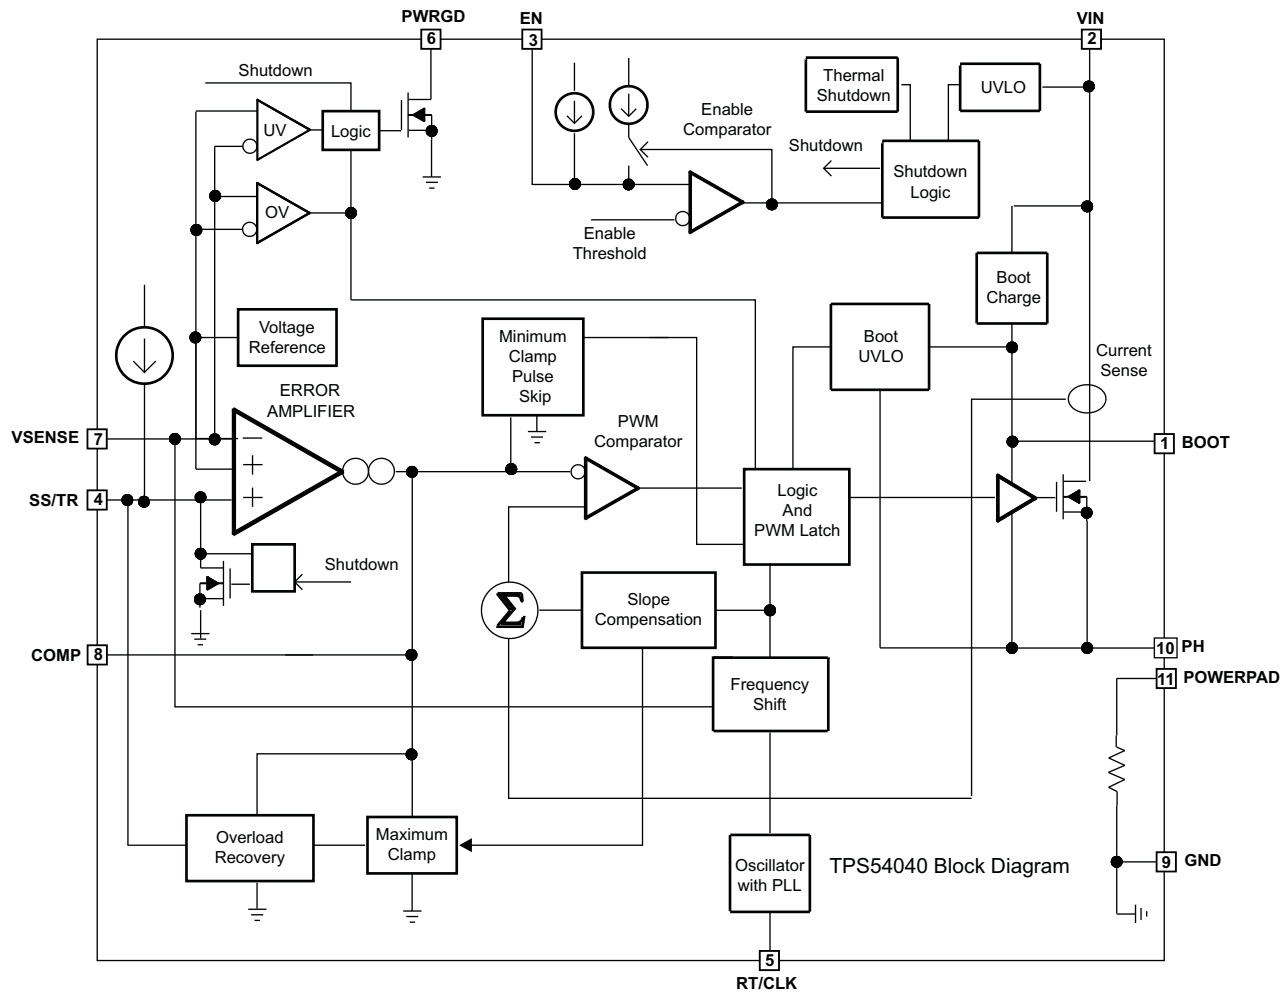 PWRGD
EN
VIN
6
3
2
Shutdown
Thermal
Shutdown
UVLO
UV
Logic
Enable
Comparator
Shutdown
Shutdown
Logic
OV
Enable
Threshold
Boot
Charge
Voltage
Reference
Minimum
Clamp
Pulse
Skip
Boot
UVLO
Current
Sense
ERROR
AMPLIFIER
PWM
Comparator
VSENSE
7
−
1
BOOT
+
SS/TR
4
+
Logic
And
PWM Latch
Shutdown
Σ
Slope
Compensation
COMP
8
10
PH
11
POWERPAD
Frequency
Shift
Overload
Recovery
Maximum
Clamp
Oscillator
with PLL
TPS54040 Block Diagram
9
GND
5
RT/CLK